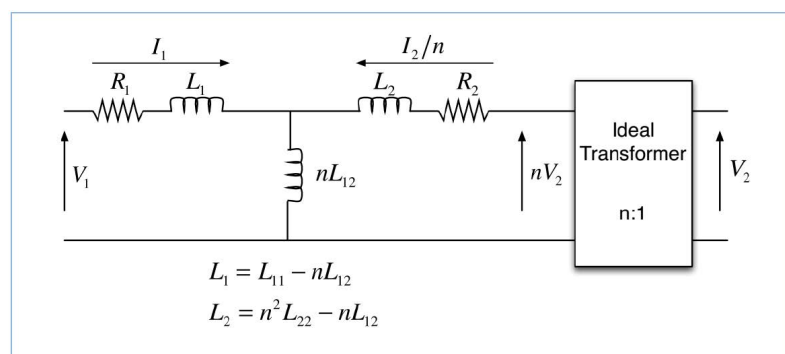 I₁ I₂/n
R₁ L₁ L₂ R₂
V₁ nL₁₂ nV₂ Ideal Transformer n:1 V₂
L₁ = L₁₁ − nL₁₂
L₂ = n²L₂₂ − nL₁₂